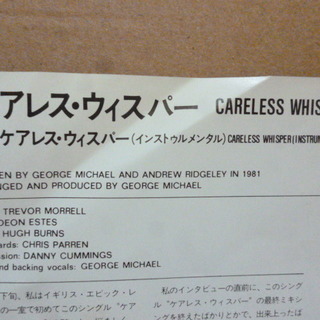 アレス・ウィスパー CARELESS WHIS
ケアレス・ウィスパー(インストゥルメンタル) CARELESS WHISPER (INSTRUM
EN BY GEORGE MICHAEL AND ANDREW RIDGELEY IN 1981
NGED AND PRODUCED BY GEORGE MICHAEL
TREVOR MORRELL
DEON ESTES
HUGH BURNS
ards: CHRIS PARREN
ssion: DANNY CUMMINGS
and backing vocals: GEORGE MICHAEL
下旬。私はイギリス・エピック・レ
の一室で初めてこのシングル"ケア
私のインタビューの直前に、このシング
ル"ケアレス・ウィスパー"の最終ミキシ
ングを終えたばかりとかで、出来上ったば